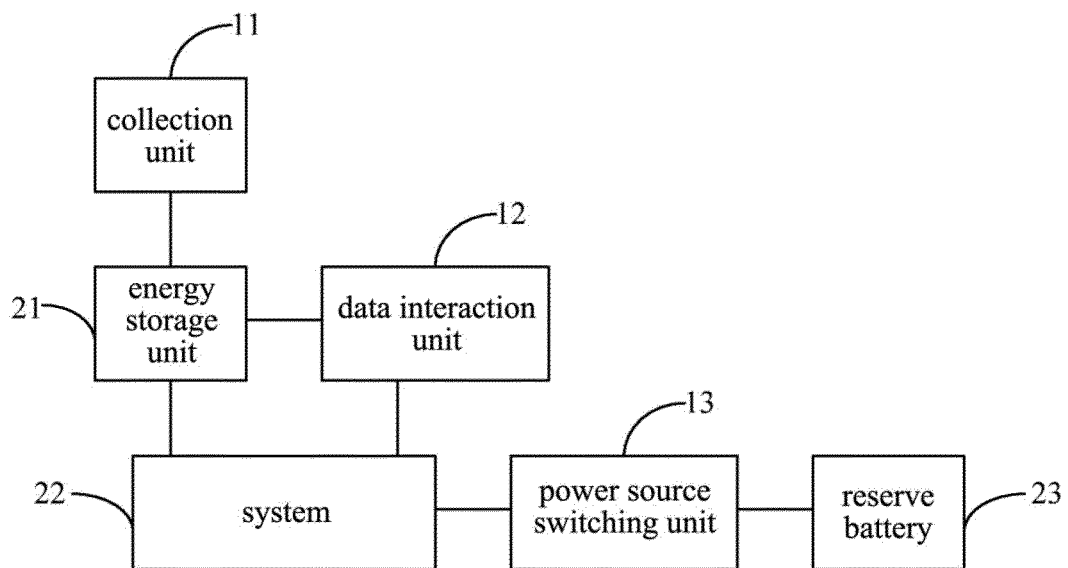 11
collection
unit
12
21
energy
storage
unit
data interaction
unit
13
22
system
power source
switching unit
reserve
battery
23